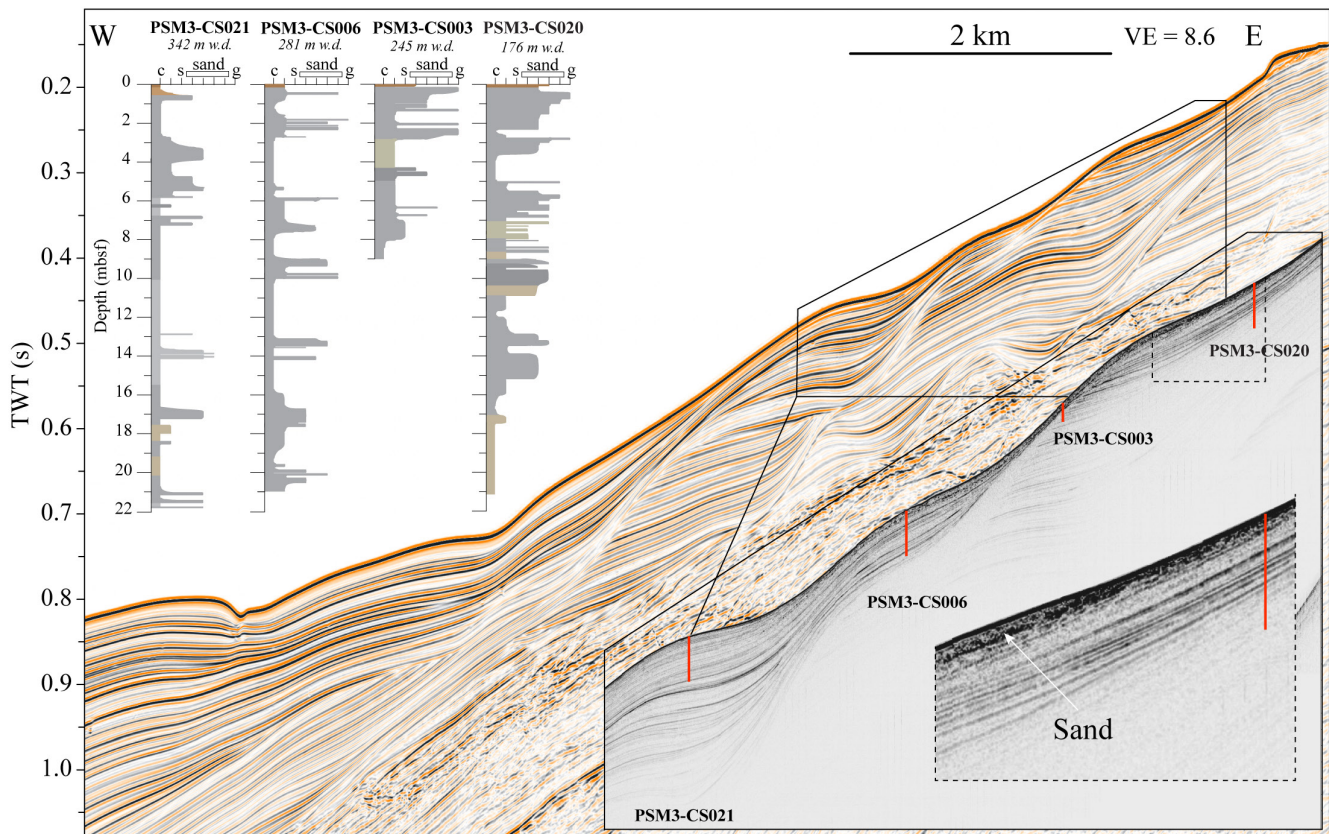 W
PSM3-CS021
342 m w.d.
sand
c s g
PSM3-CS006
281 m w.d.
sand
c s g
PSM3-CS003
245 m w.d.
sand
c s g
PSM3-CS020
176 m w.d.
sand
c s g
2 km
VE = 8.6
E
Depth (mbsf)
0
2
4
6
8
10
12
14
16
18
20
22
TWT (s)
0.2
0.3
0.4
0.5
0.6
0.7
0.8
0.9
1.0
PSM3-CS020
PSM3-CS003
PSM3-CS006
PSM3-CS021
Sand